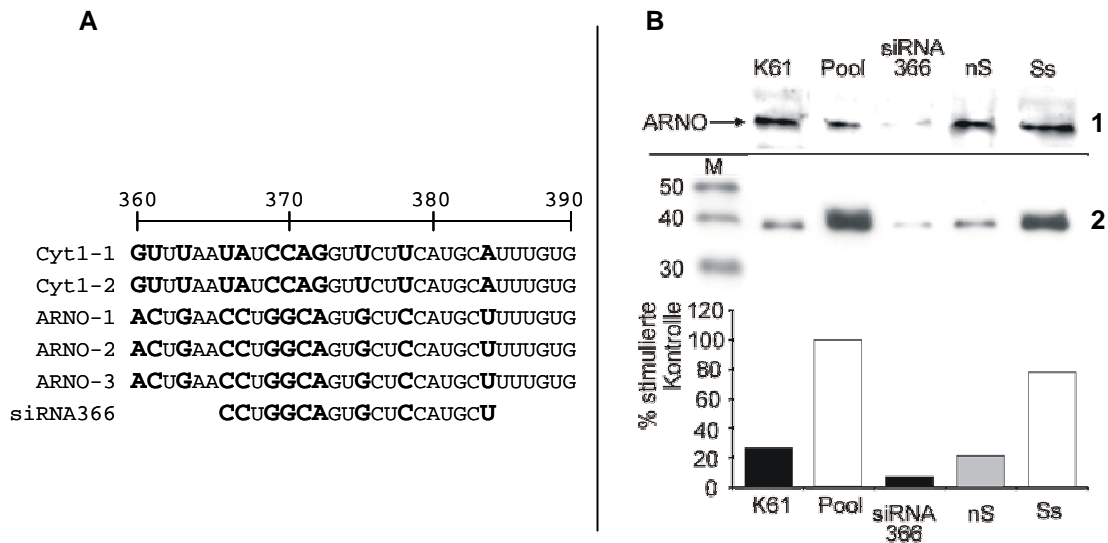 A
360 370 380 390
Cyt1-1 GUUUAAUAUCCAGGUUCUUCAUGCAUUUGUG
Cyt1-2 GUUUAAUAUCCAGGUUCUUCAUGCAUUUGUG
ARNO-1 ACUGAACCUGGCAGUGCUCCAUGCUUUUGUG
ARNO-2 ACUGAACCUGGCAGUGCUCCAUGCUUUUGUG
ARNO-3 ACUGAACCUGGCAGUGCUCCAUGCUUUUGUG
siRNA366 CCUGGCAGUGCUCCAUGCU
B
K61 Pool siRNA 366 nS Ss
ARNO 1
M
50
40 2
30
% stimulierte
Kontrolle
120
100
80
60
40
20
0
K61 Pool siRNA 366 nS Ss